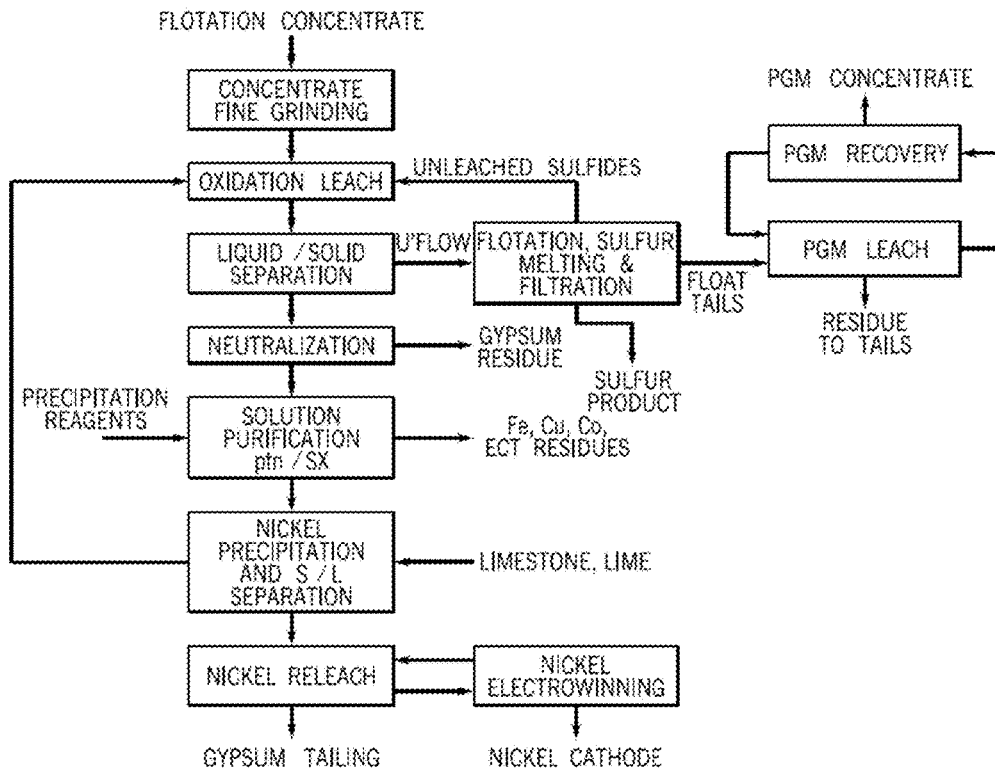 FLOTATION CONCENTRATE
CONCENTRATE
FINE GRINDING
PGM CONCENTRATE
PGM RECOVERY
OXIDATION LEACH
UNLEACHED SULFIDES
LIQUID / SOLID
SEPARATION
U'FLOW
FLOTATION, SULFUR
MELTING &
FILTRATION
FLOAT
TAILS
PGM LEACH
RESIDUE
TO TAILS
NEUTRALIZATION
GYPSUM
RESIDUE
SULFUR
PRODUCT
PRECIPITATION
REAGENTS
SOLUTION
PURIFICATION
ptn / SX
Fe, Cu, Co,
ECT RESIDUES
NICKEL
PRECIPITATION
AND S / L
SEPARATION
LIMESTONE, LIME
NICKEL RELEACH
NICKEL
ELECTROWINNING
GYPSUM TAILING
NICKEL CATHODE